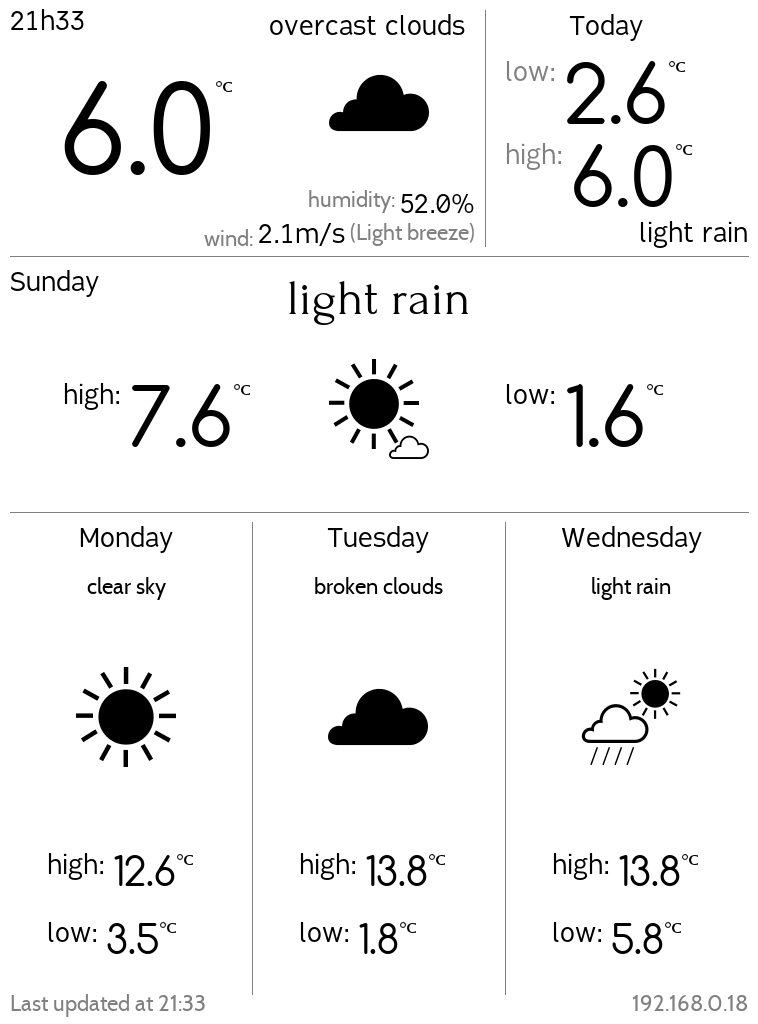 21h33
overcast clouds
6.0°C
humidity: 52.0%
wind: 2.1m/s (Light breeze)
Today
low: 2.6°C
high: 6.0°C
light rain
Sunday
light rain
high: 7.6°C
low: 1.6°C
Monday
clear sky
high: 12.6°C
low: 3.5°C
Tuesday
broken clouds
high: 13.8°C
low: 1.8°C
Wednesday
light rain
high: 13.8°C
low: 5.8°C
Last updated at 21:33
192.168.0.18